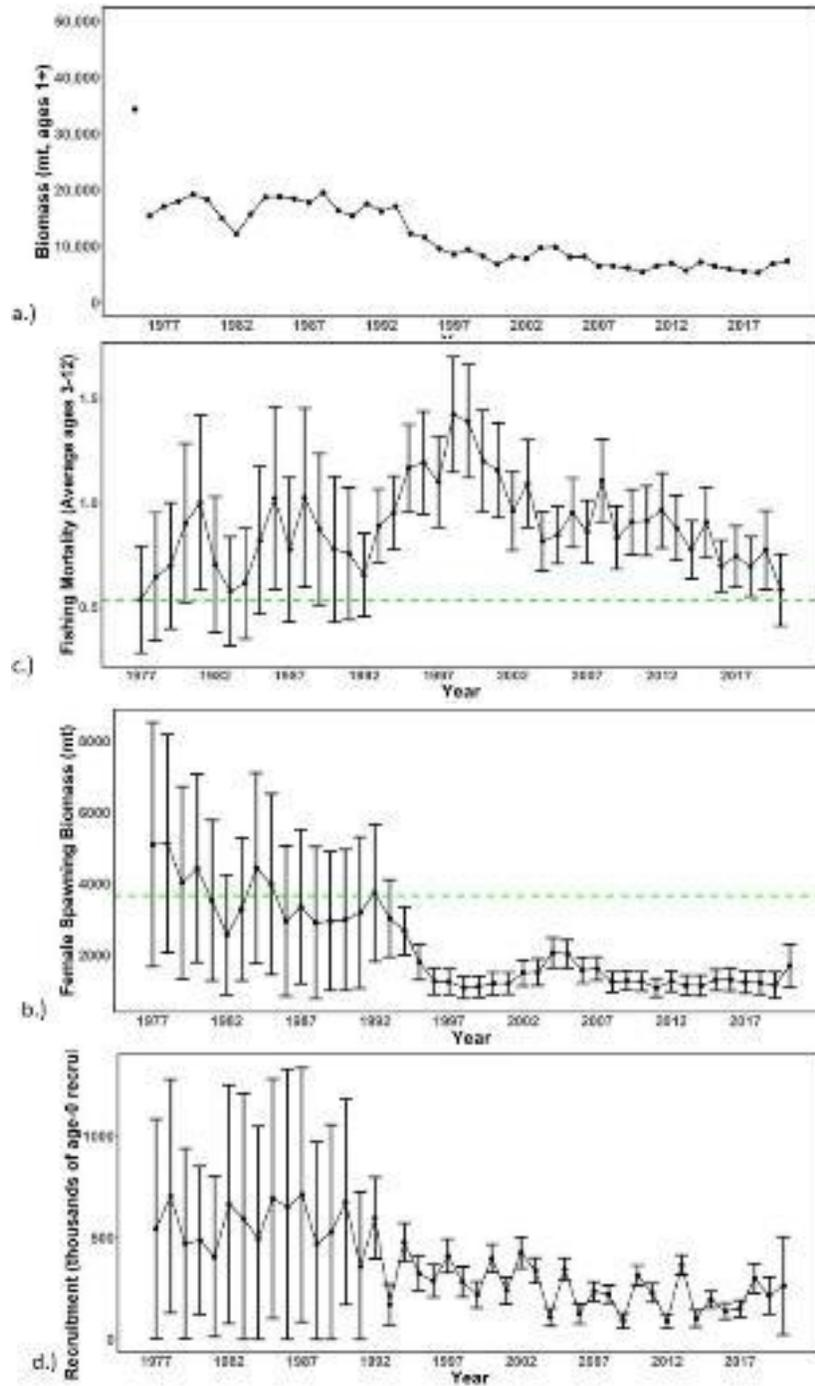 60,000
50,000
40,000
30,000
20,000
10,000
0
Biomass (mt, ages 1+)
a.)
1977 1982 1987 1992 1997 2002 2007 2012 2017
1.5
1.0
0.5
Fishing Mortality (Average ages 3-12)
c.)
1977 1982 1987 1992 1997 2002 2007 2012 2017
Year
8000
6000
4000
2000
Female Spawning Biomass (mt)
b.)
1977 1982 1987 1992 1997 2002 2007 2012 2017
Year
1000
500
0
Recruitment (thousands of age-0 recrui
d.)
1977 1982 1987 1992 1997 2002 2007 2012 2017
Year